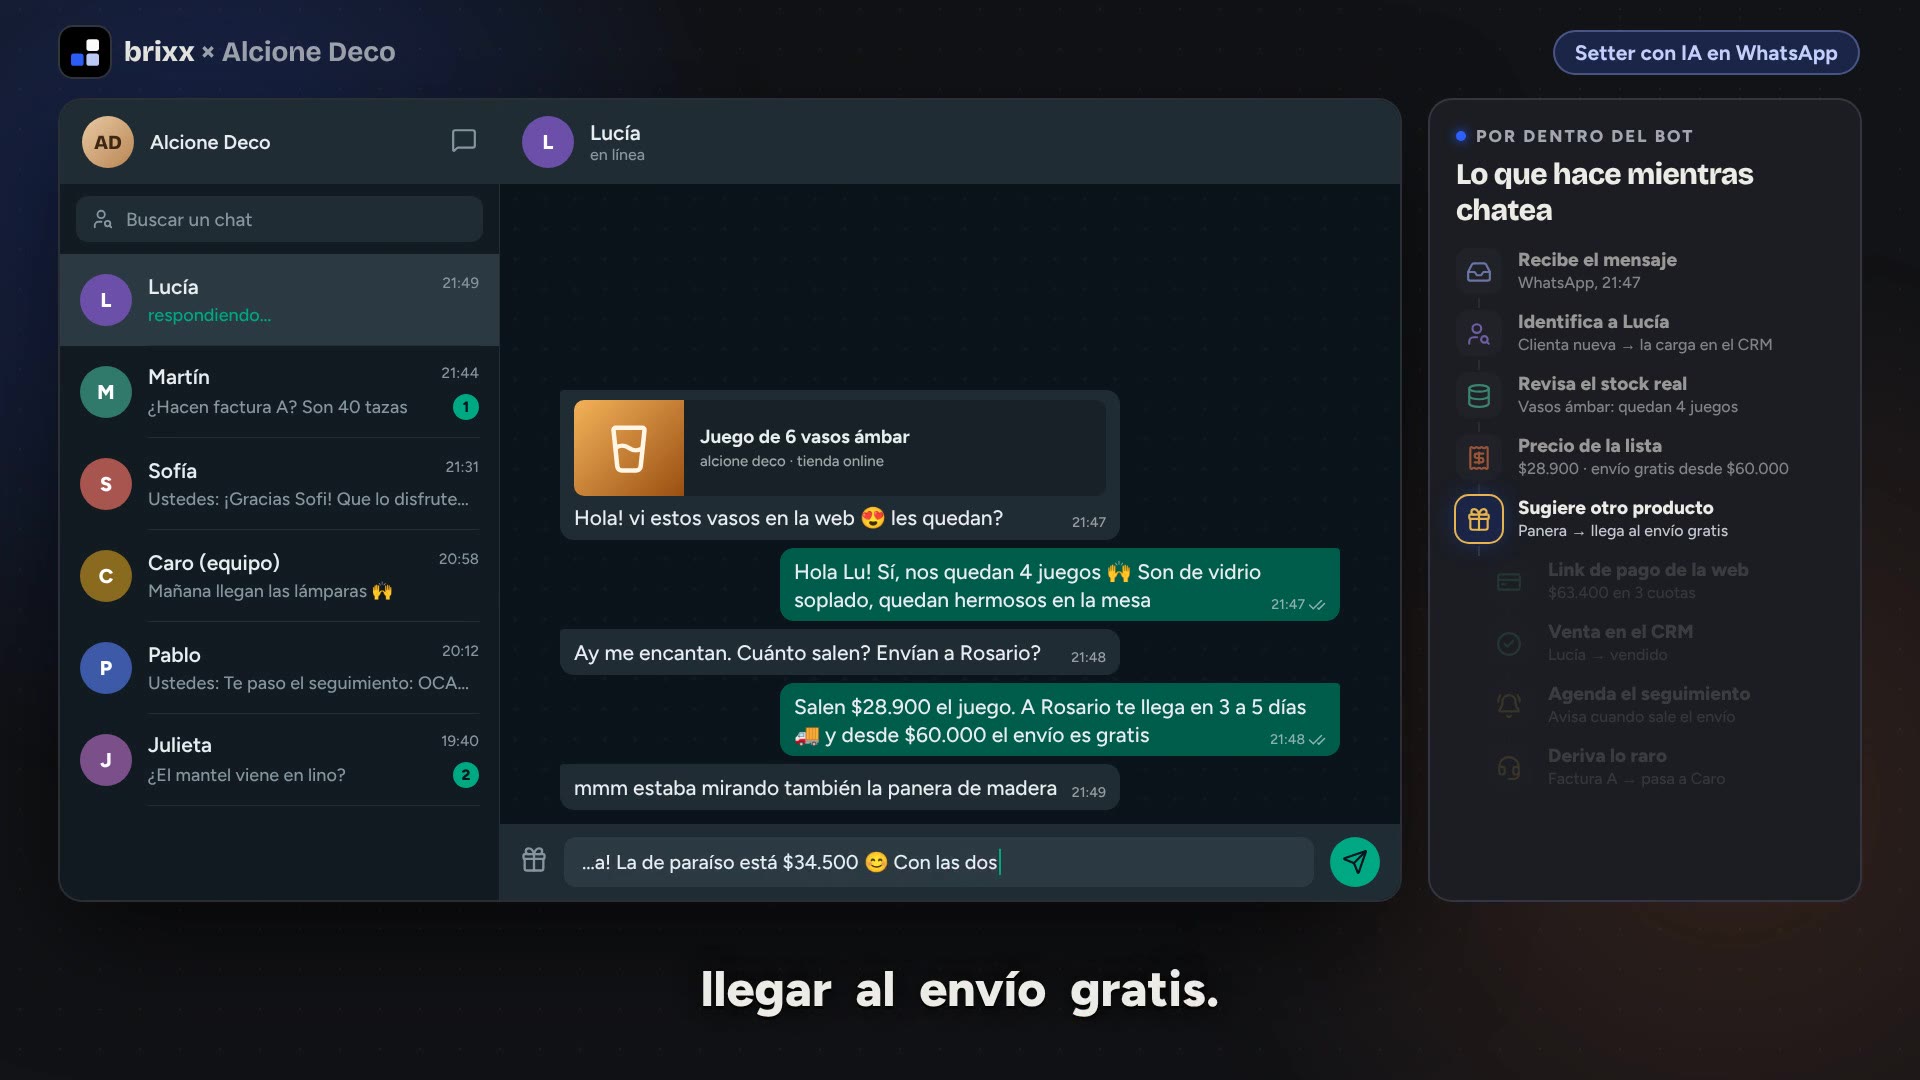 brixx × Alcione Deco
Setter con IA en WhatsApp
AD
Alcione Deco
Buscar un chat
L
Lucía
21:49
respondiendo...
M
Martín
21:44
¿Hacen factura A? Son 40 tazas
1
S
Sofía
21:31
Ustedes: ¡Gracias Sofi! Que lo disfrute...
C
Caro (equipo)
20:58
Mañana llegan las lámparas 🙌
P
Pablo
20:12
Ustedes: Te paso el seguimiento: OCA...
J
Julieta
19:40
¿El mantel viene en lino?
2
L
Lucía
en línea
Juego de 6 vasos ámbar
alcione deco · tienda online
Hola! vi estos vasos en la web 😍 les quedan?
21:47
Hola Lu! Sí, nos quedan 4 juegos 🙌 Son de vidrio
soplado, quedan hermosos en la mesa
21:47
Ay me encantan. Cuánto salen? Envían a Rosario?
21:48
Salen $28.900 el juego. A Rosario te llega en 3 a 5 días
🚚 y desde $60.000 el envío es gratis
21:48
mmm estaba mirando también la panera de madera
21:49
...a! La de paraíso está $34.500 😊 Con las dos
POR DENTRO DEL BOT
Lo que hace mientras
chatea
Recibe el mensaje
WhatsApp, 21:47
Identifica a Lucía
Clienta nueva → la carga en el CRM
Revisa el stock real
Vasos ámbar: quedan 4 juegos
Precio de la lista
$28.900 · envío gratis desde $60.000
Sugiere otro producto
Panera → llega al envío gratis
Link de pago de la web
$63.400 en 3 cuotas
Venta en el CRM
Lucía → vendido
Agenda el seguimiento
Avisa cuando sale el envío
Deriva lo raro
Factura A → pasa a Caro
llegar al envío gratis.